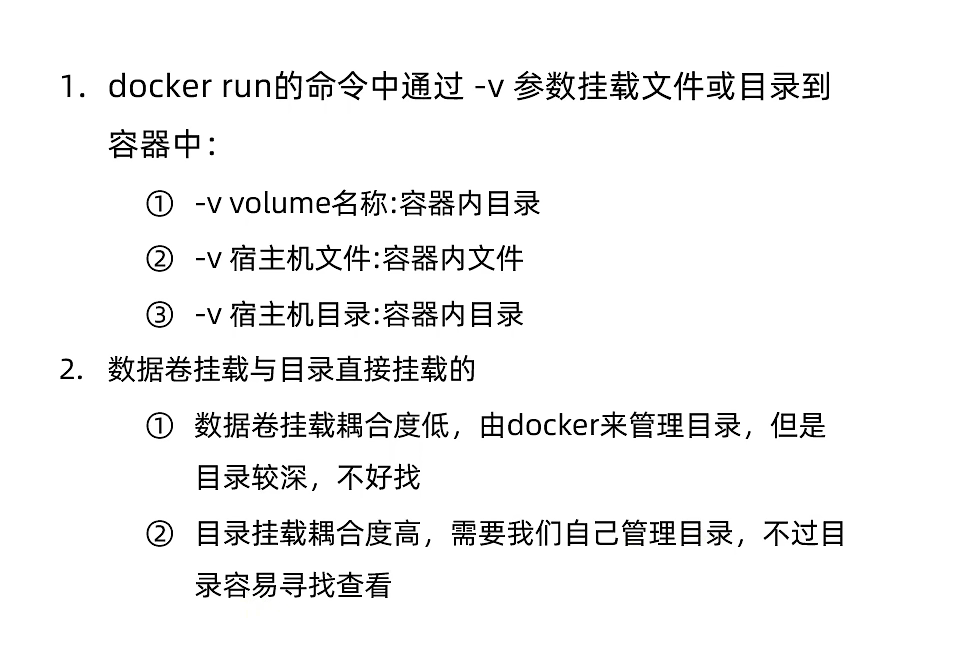 1. docker run的命令中通过 -v 参数挂载文件或目录到
容器中：
① -v volume名称:容器内目录
② -v 宿主机文件:容器内文件
③ -v 宿主机目录:容器内目录
2. 数据卷挂载与目录直接挂载的
① 数据卷挂载耦合度低，由docker来管理目录，但是
目录较深，不好找
② 目录挂载耦合度高，需要我们自己管理目录，不过目
录容易寻找查看